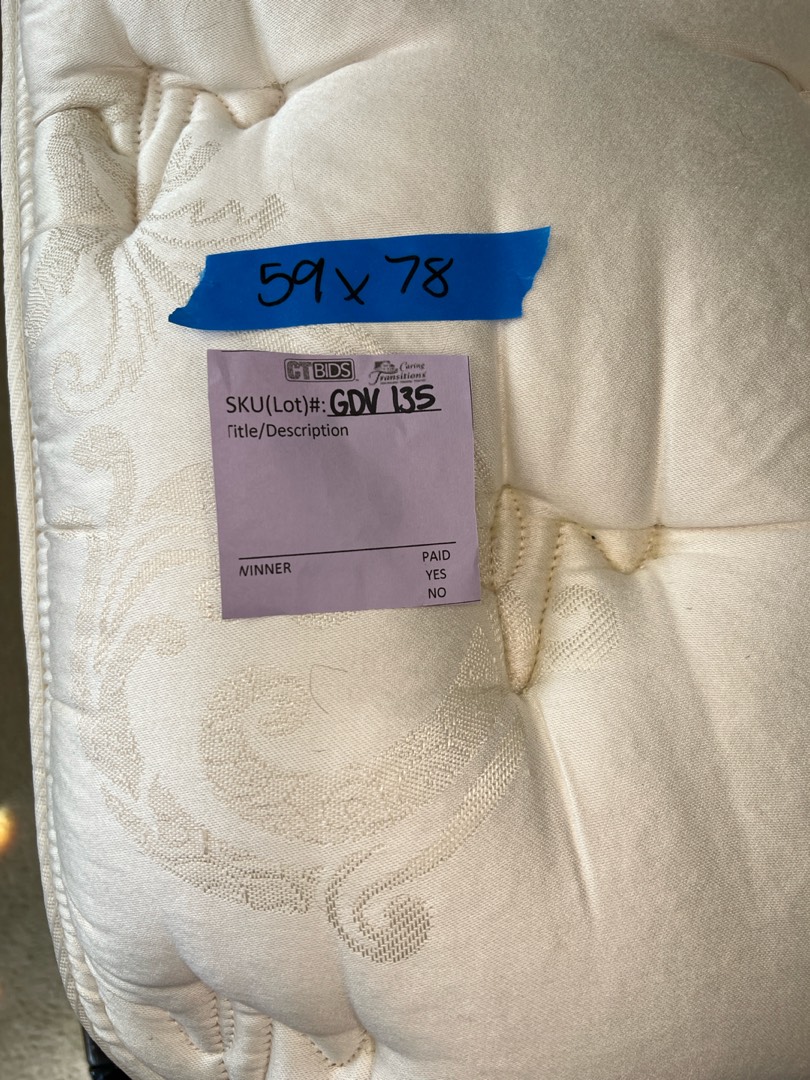 59 x 78
CTBIDS Caring Transitions
SKU(Lot)#: GDV 135
Title/Description
WINNER
PAID
YES
NO